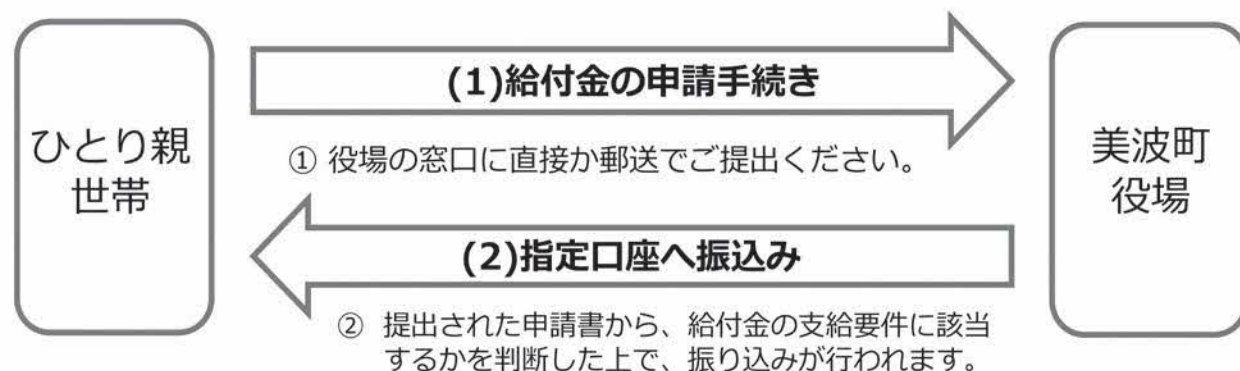 ひとり親
世帯
(1)給付金の申請手続き
① 役場の窓口に直接か郵送でご提出ください。
(2)指定口座へ振込み
② 提出された申請書から、給付金の支給要件に該当
するかを判断した上で、振り込みが行われます。
美波町
役場